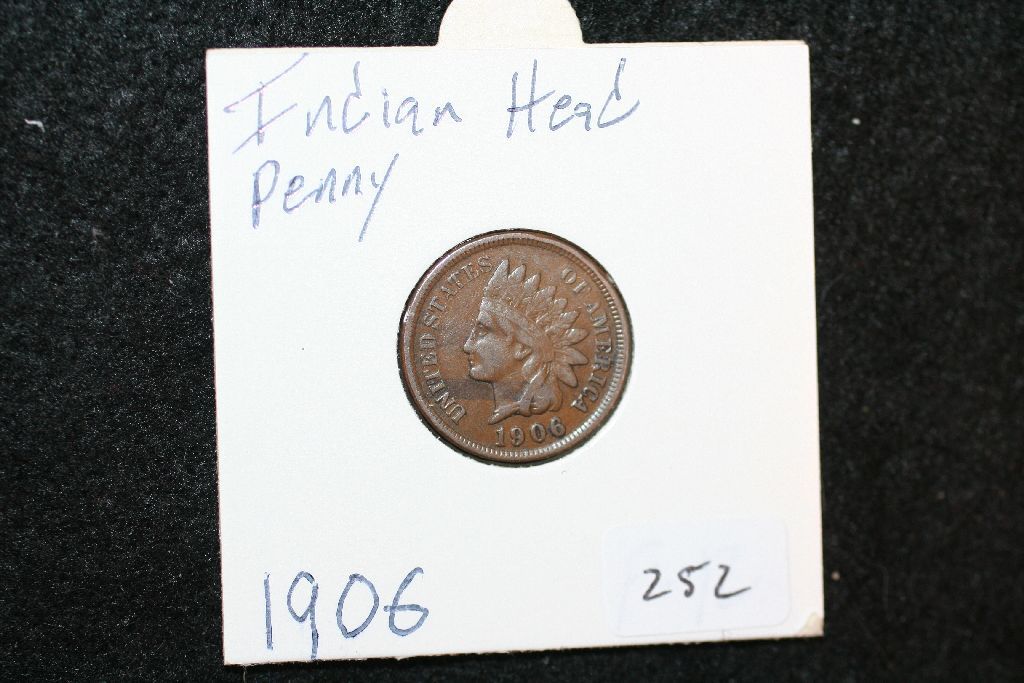 Indian Head
Penny
UNITED STATES OF AMERICA
1906
1906
252